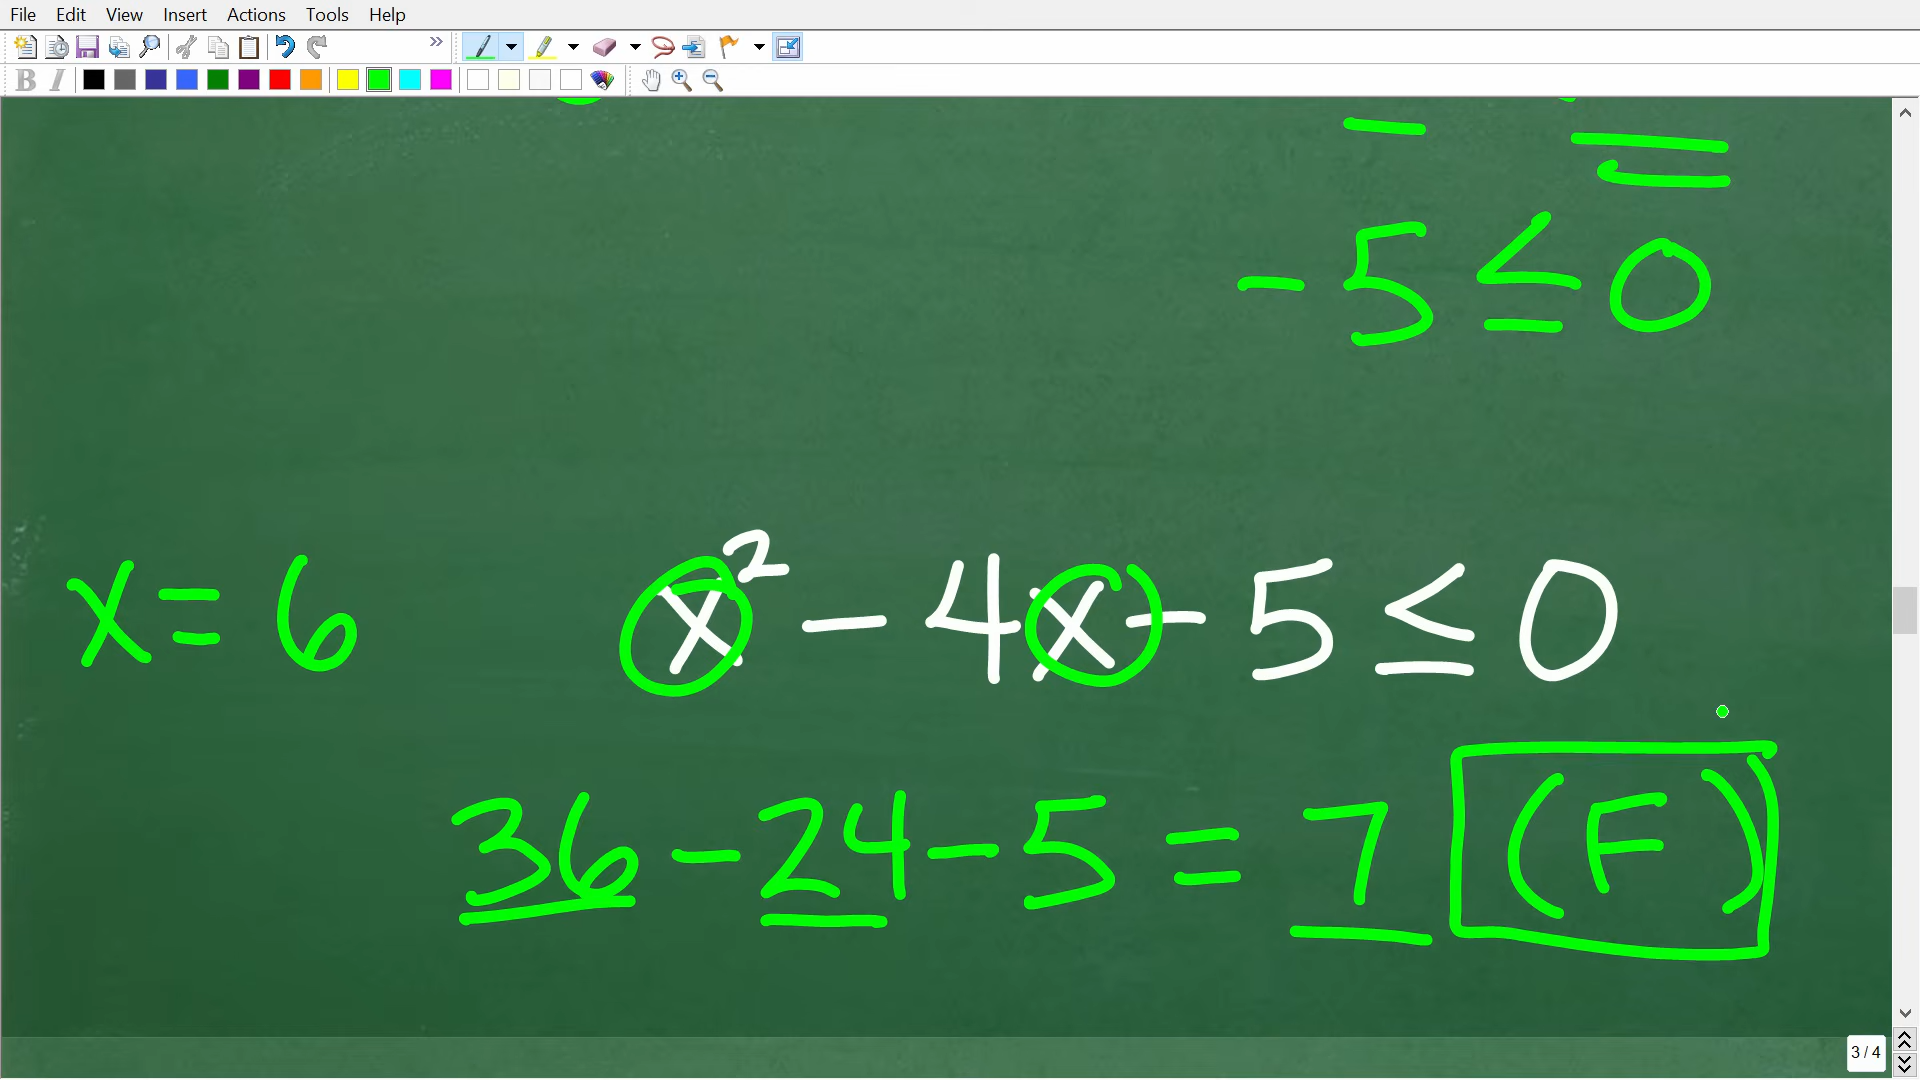 File Edit View Insert Actions Tools Help
B I
- 5 ≤ 0
x = 6
x² - 4x - 5 ≤ 0
36 - 24 - 5 = 7 (F)
3 / 4